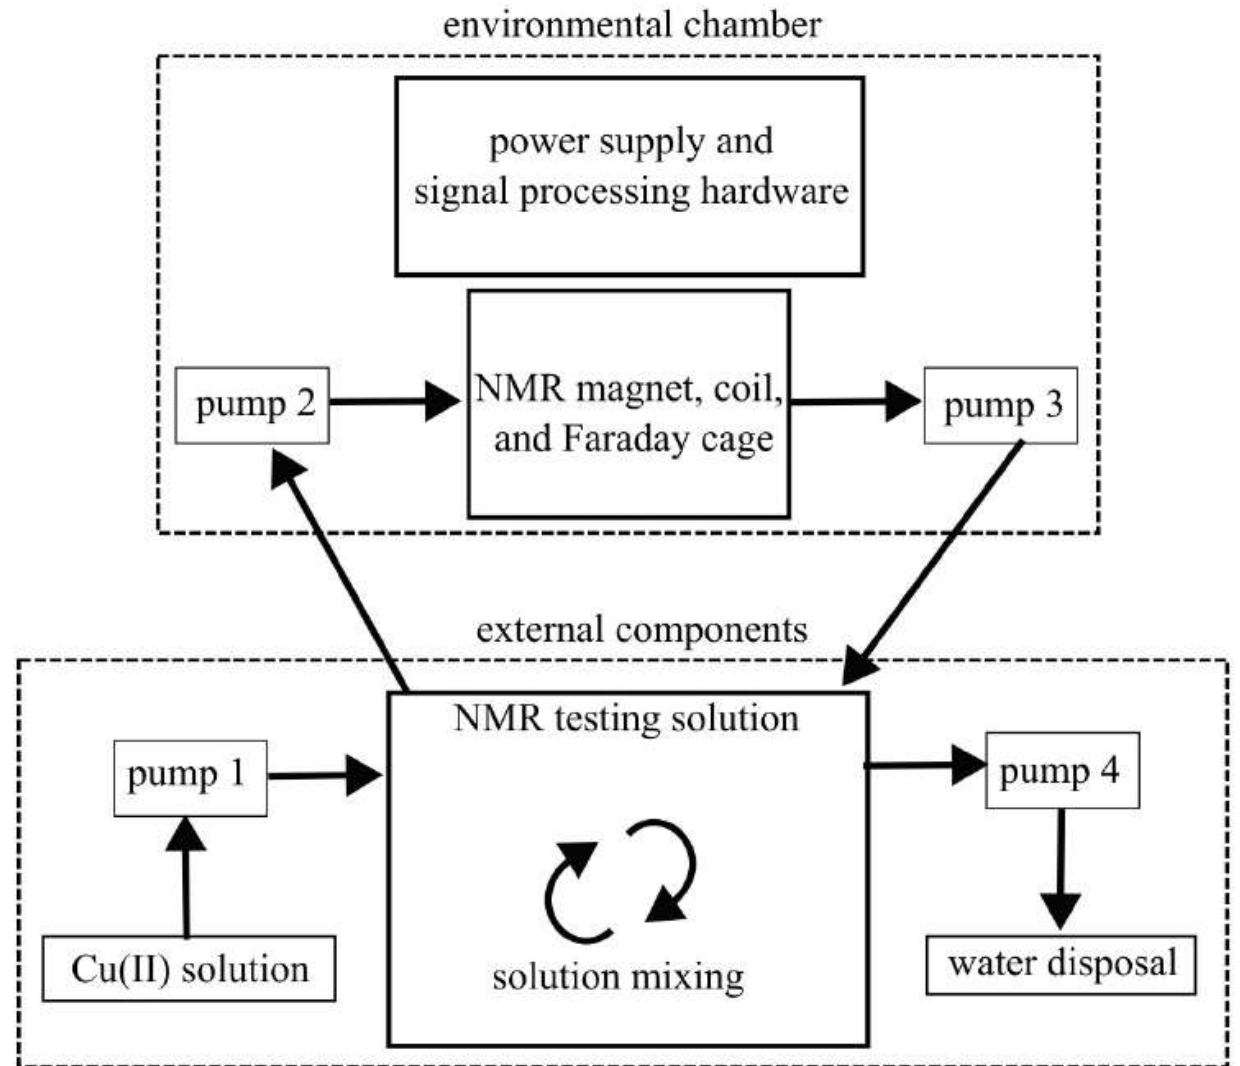 environmental chamber
power supply and
signal processing hardware
pump 2
NMR magnet, coil,
and Faraday cage
pump 3
external components
NMR testing solution
pump 1
pump 4
Cu(II) solution
solution mixing
water disposal